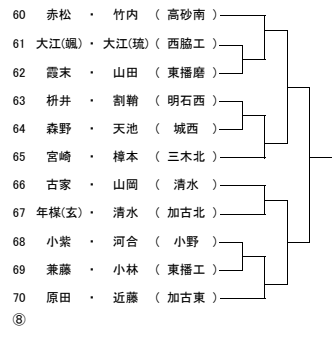 60 赤松 ・ 竹内 ( 高砂南 )
61 大江(颯) ・ 大江(琉) ( 西脇工 )
62 霞末 ・ 山田 ( 東播磨 )
63 枡井 ・ 割鞘 ( 明石西 )
64 森野 ・ 天池 ( 城西 )
65 宮崎 ・ 樟本 ( 三木北 )
66 古家 ・ 山岡 ( 清水 )
67 年梹(玄) ・ 清水 ( 加古北 )
68 小紫 ・ 河合 ( 小野 )
69 兼藤 ・ 小林 ( 東播工 )
70 原田 ・ 近藤 ( 加古東 )
⑧